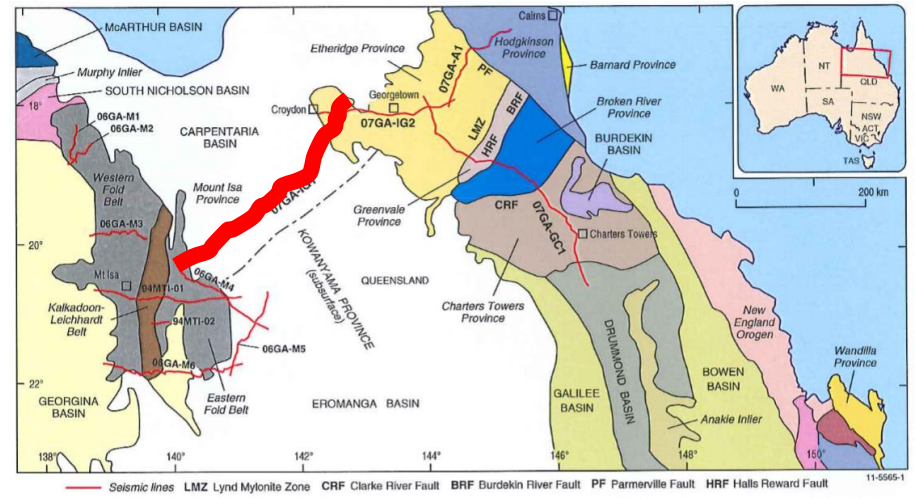 McARTHUR BASIN
Murphy Inlier
SOUTH NICHOLSON BASIN
18°
06GA-M1
06GA-M2
CARPENTARIA
BASIN
Western
Fold
Belt
Mount Isa
Province
06GA-M3
20°
Mt Isa
94MTI-01
06GA-M4
Kalkadoon-
Leichhardt
Belt
94MTI-02
06GA-M5
06GA-M6
22°
GEORGINA
BASIN
Eastern
Fold Belt
Etheridge Province
Georgetown
Croydon
07GA-IG2
07GA-A1
PF
Cairns
Hodgkinson
Province
Barnard Province
Broken River
Province
BURDEKIN
BASIN
LMZ
BRF
HRF
Greenvale
Province
CRF
07GA-GC1
Charters Towers
Charters Towers
Province
KOWANYAMA PROVINCE
(subsurface)
QUEENSLAND
EROMANGA BASIN
GALILEE
BASIN
DRUMMOND BASIN
BOWEN
BASIN
Anakie Inlier
New
England
Orogen
Wandilla
Province
NT
QLD
WA
SA
NSW
ACT
VIC
TAS
0
200 km
138°
140
142
144
146
148
150°
11-5565-1
Seismic lines LMZ Lynd Mylonite Zone CRF Clarke River Fault BRF Burdekin River Fault PF Parmerville Fault HRF Halls Reward Fault